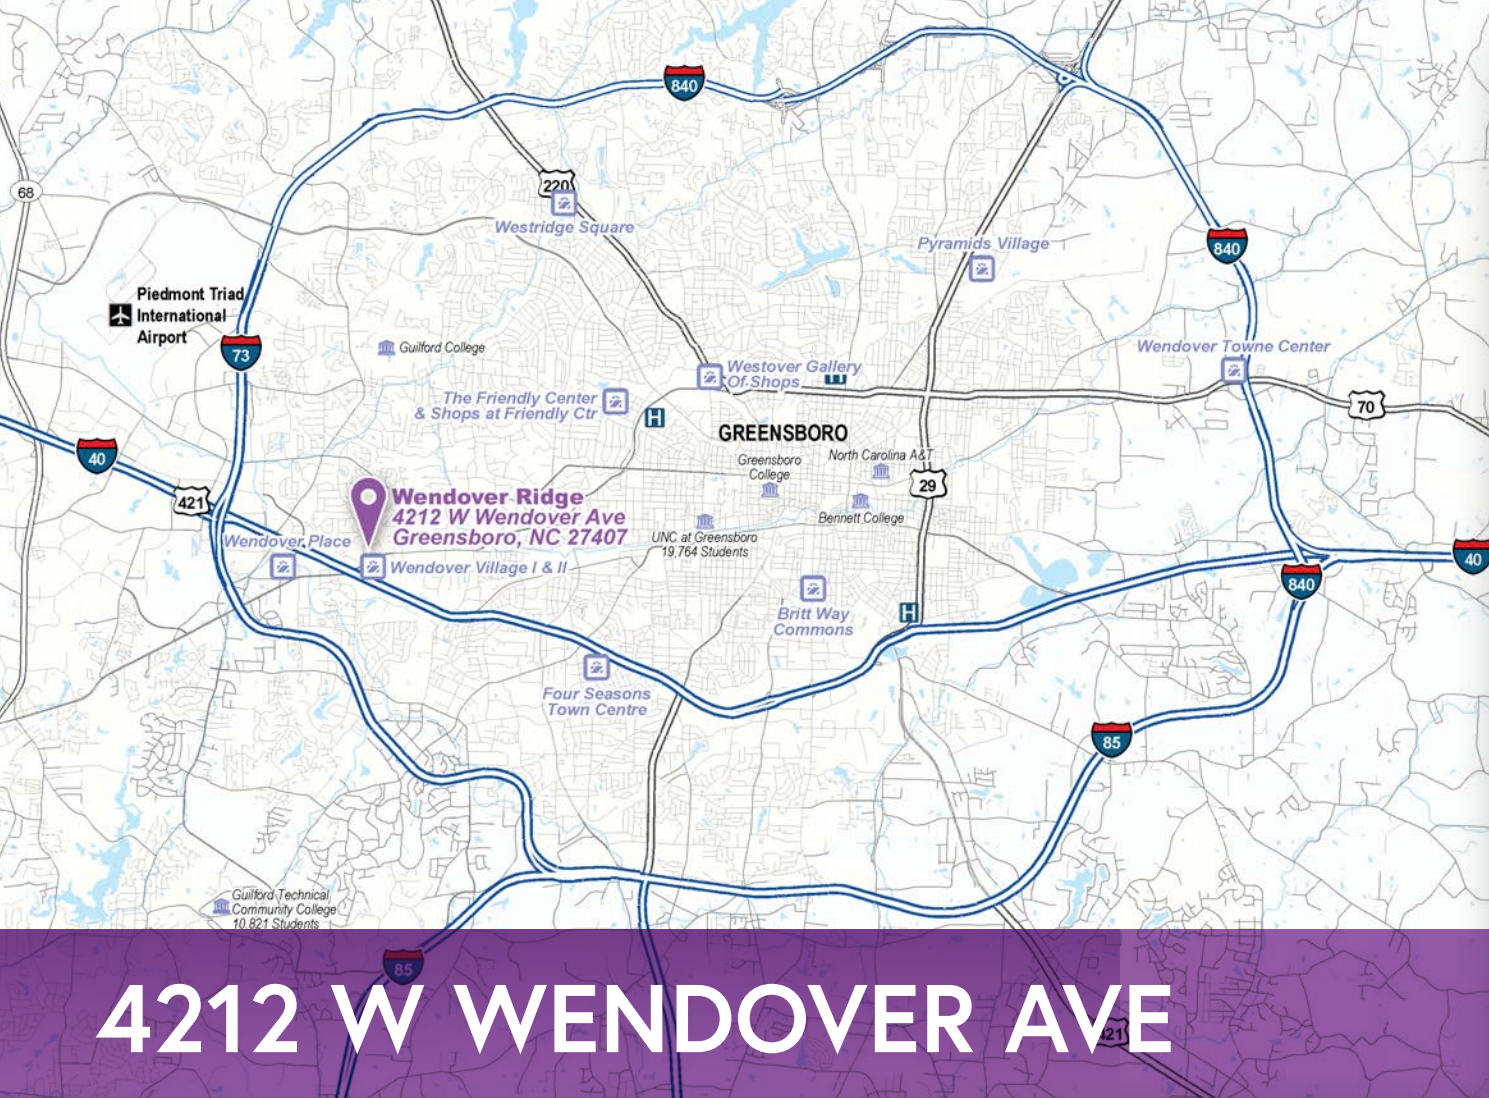 840
220
68
Westridge Square
Pyramids Village
840
Piedmont Triad
International
Airport
73
Guilford College
Wendover Towne Center
Westover Gallery
Of Shops
H
The Friendly Center
& Shops at Friendly Ctr
H
70
GREENSBORO
40
Greensboro
College
North Carolina A&T
29
421
Wendover Ridge
4212 W Wendover Ave
Greensboro, NC 27407
Bennett College
UNC at Greensboro
19,764 Students
Wendover Place
Wendover Village I & II
40
840
H
Britt Way
Commons
Four Seasons
Town Centre
85
Guilford Technical
Community College
10,821 Students
85
4212 W WENDOVER AVE
421